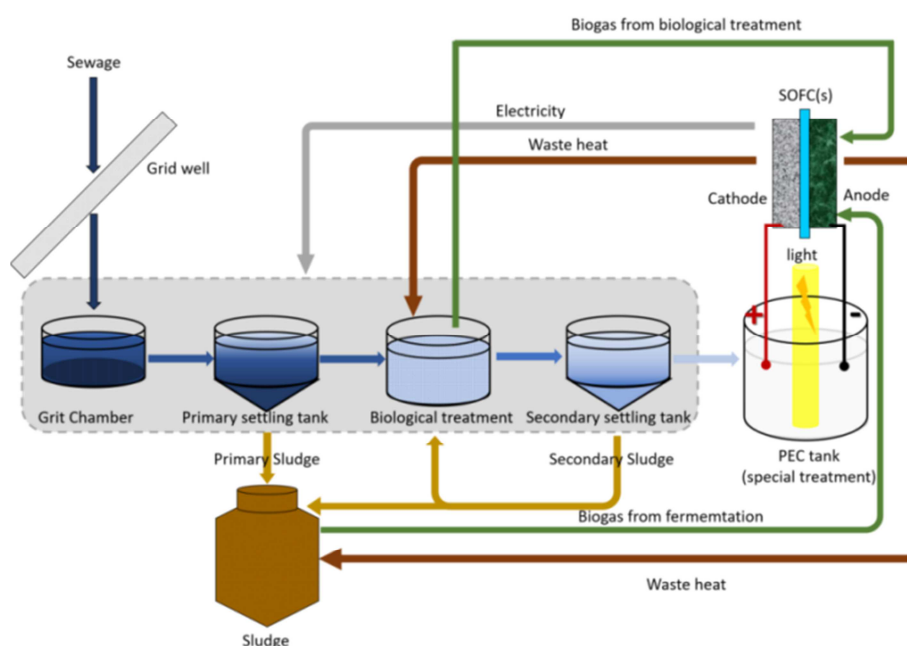 Biogas from biological treatment
Sewage
SOFC(s)
Electricity
Waste heat
Grid well
Cathode
Anode
light
+
-
Grit Chamber
Primary settling tank
Biological treatment
Secondary settling tank
Primary Sludge
Secondary Sludge
PEC tank
(special treatment)
Biogas from fermemtation
Waste heat
Sludge